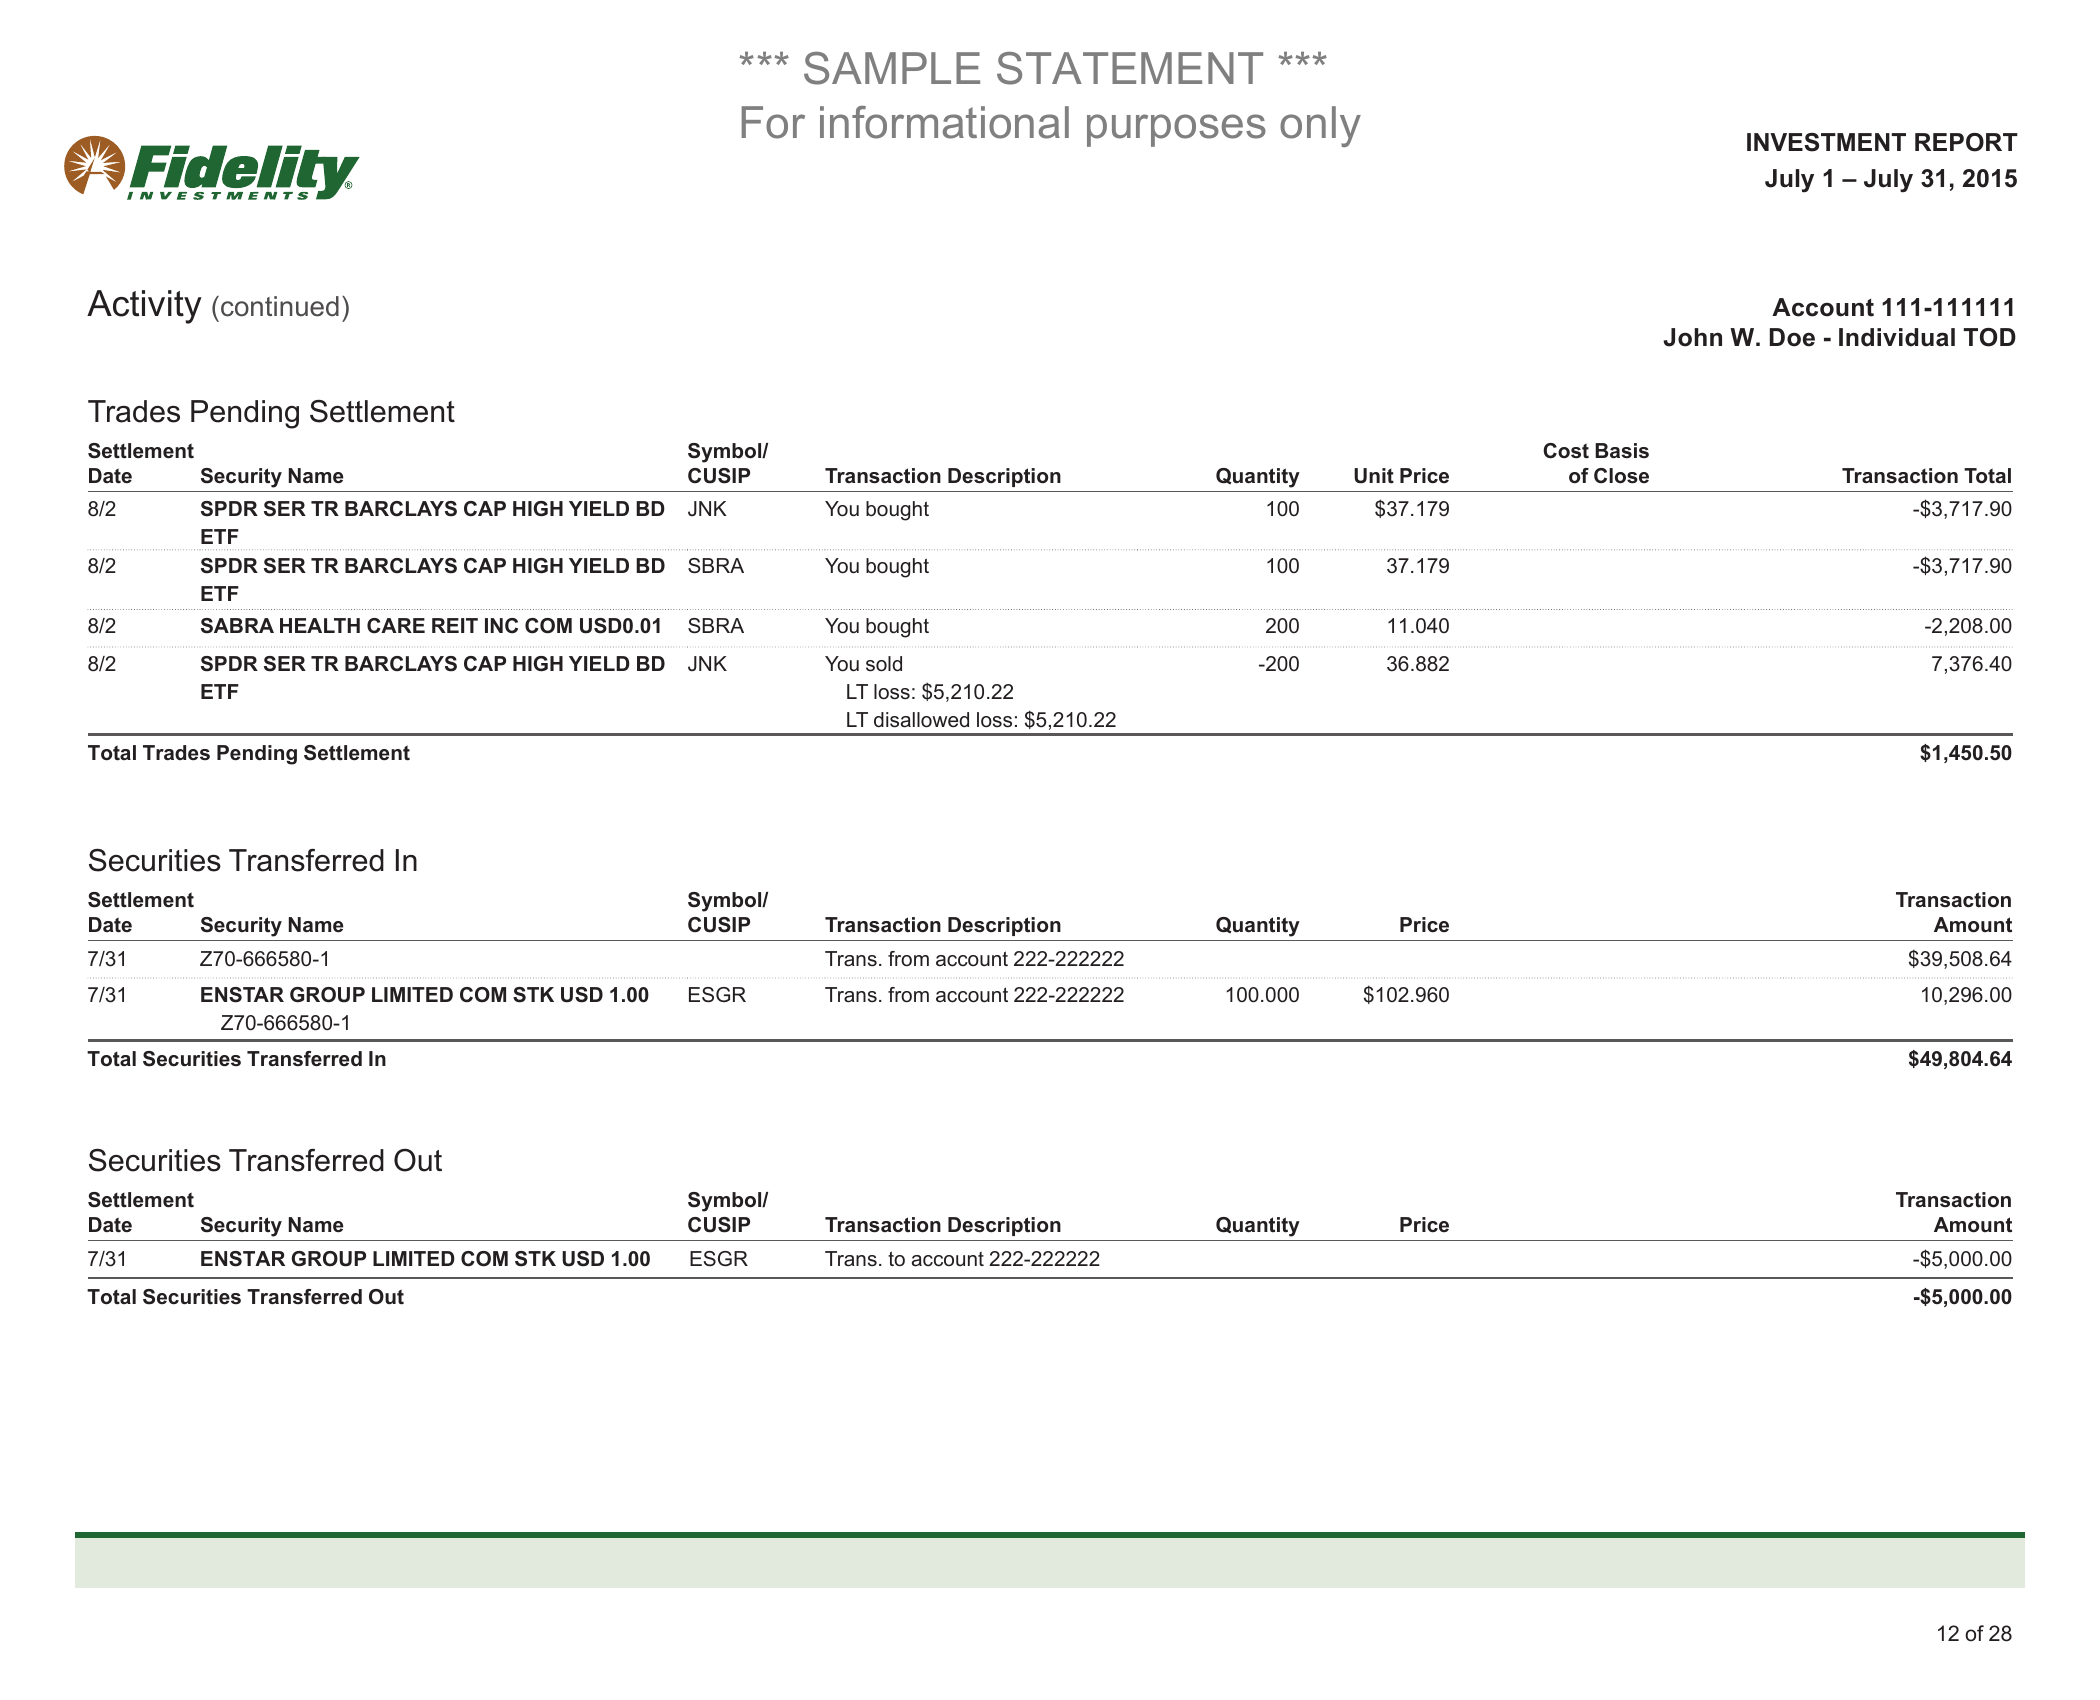 *** SAMPLE STATEMENT ***
For informational purposes only
Fidelity®
INVESTMENTS
INVESTMENT REPORT
July 1 – July 31, 2015
Activity (continued)
Account 111-111111
John W. Doe - Individual TOD
Trades Pending Settlement
Settlement Symbol/ Cost Basis
Date Security Name CUSIP Transaction Description Quantity Unit Price of Close Transaction Total
8/2 SPDR SER TR BARCLAYS CAP HIGH YIELD BD JNK You bought 100 $37.179 -$3,717.90
ETF
8/2 SPDR SER TR BARCLAYS CAP HIGH YIELD BD SBRA You bought 100 37.179 -$3,717.90
ETF
8/2 SABRA HEALTH CARE REIT INC COM USD0.01 SBRA You bought 200 11.040 -2,208.00
8/2 SPDR SER TR BARCLAYS CAP HIGH YIELD BD JNK You sold -200 36.882 7,376.40
ETF LT loss: $5,210.22
LT disallowed loss: $5,210.22
Total Trades Pending Settlement $1,450.50
Securities Transferred In
Settlement Symbol/ Transaction
Date Security Name CUSIP Transaction Description Quantity Price Amount
7/31 Z70-666580-1 Trans. from account 222-222222 $39,508.64
7/31 ENSTAR GROUP LIMITED COM STK USD 1.00 ESGR Trans. from account 222-222222 100.000 $102.960 10,296.00
Z70-666580-1
Total Securities Transferred In $49,804.64
Securities Transferred Out
Settlement Symbol/ Transaction
Date Security Name CUSIP Transaction Description Quantity Price Amount
7/31 ENSTAR GROUP LIMITED COM STK USD 1.00 ESGR Trans. to account 222-222222 -$5,000.00
Total Securities Transferred Out -$5,000.00
12 of 28